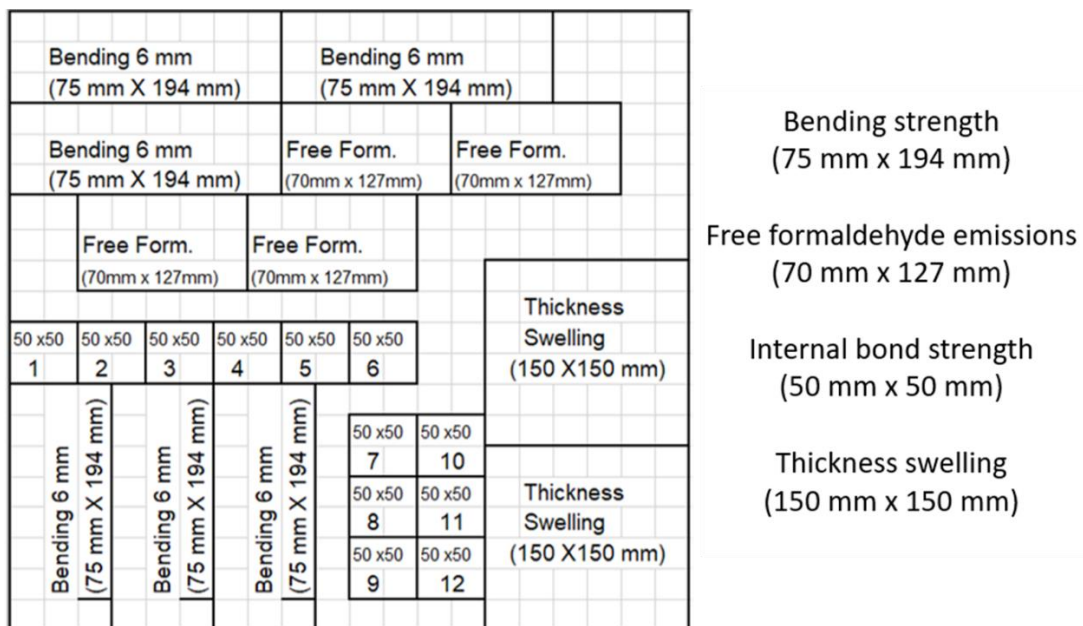 Bending 6 mm
(75 mm X 194 mm)
Bending 6 mm
(75 mm X 194 mm)
Bending 6 mm
(75 mm X 194 mm)
Free Form.
(70mm x 127mm)
Free Form.
(70mm x 127mm)
Free Form.
(70mm x 127mm)
Free Form.
(70mm x 127mm)
50 x50
1
50 x50
2
50 x50
3
50 x50
4
50 x50
5
50 x50
6
Thickness
Swelling
(150 X150 mm)
Bending 6 mm
(75 mm X 194 mm)
Bending 6 mm
(75 mm X 194 mm)
Bending 6 mm
(75 mm X 194 mm)
50 x50
7
50 x50
10
50 x50
8
50 x50
11
50 x50
9
50 x50
12
Thickness
Swelling
(150 X150 mm)
Bending strength
(75 mm x 194 mm)
Free formaldehyde emissions
(70 mm x 127 mm)
Internal bond strength
(50 mm x 50 mm)
Thickness swelling
(150 mm x 150 mm)